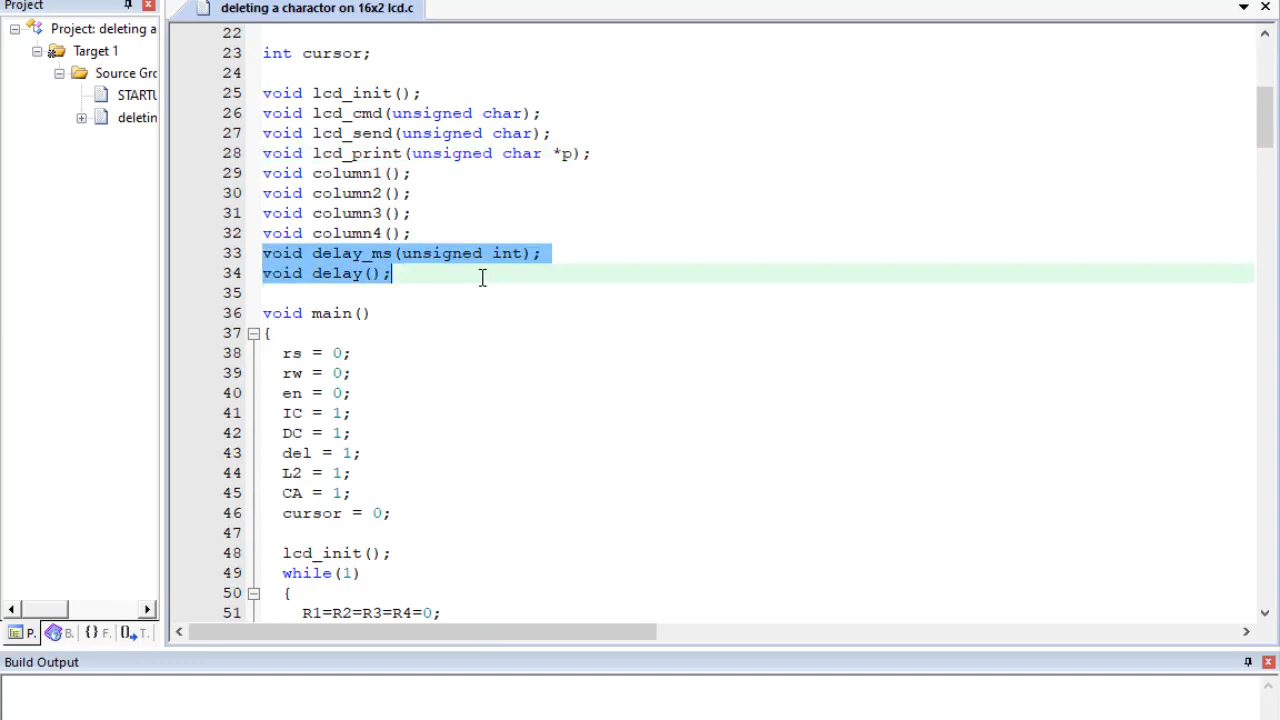 Project
deleting a charactor on 16x2 lcd.c
Project: deleting a
Target 1
Source Gro
STARTU
deletin
22
23 int cursor;
24
25 void lcd_init();
26 void lcd_cmd(unsigned char);
27 void lcd_send(unsigned char);
28 void lcd_print(unsigned char *p);
29 void column1();
30 void column2();
31 void column3();
32 void column4();
33 void delay_ms(unsigned int);
34 void delay();
35
36 void main()
37 {
38 rs = 0;
39 rw = 0;
40 en = 0;
41 IC = 1;
42 DC = 1;
43 del = 1;
44 L2 = 1;
45 CA = 1;
46 cursor = 0;
47
48 lcd_init();
49 while(1)
50 {
51 R1=R2=R3=R4=0;
P. B. {} F. 0. T.
Build Output